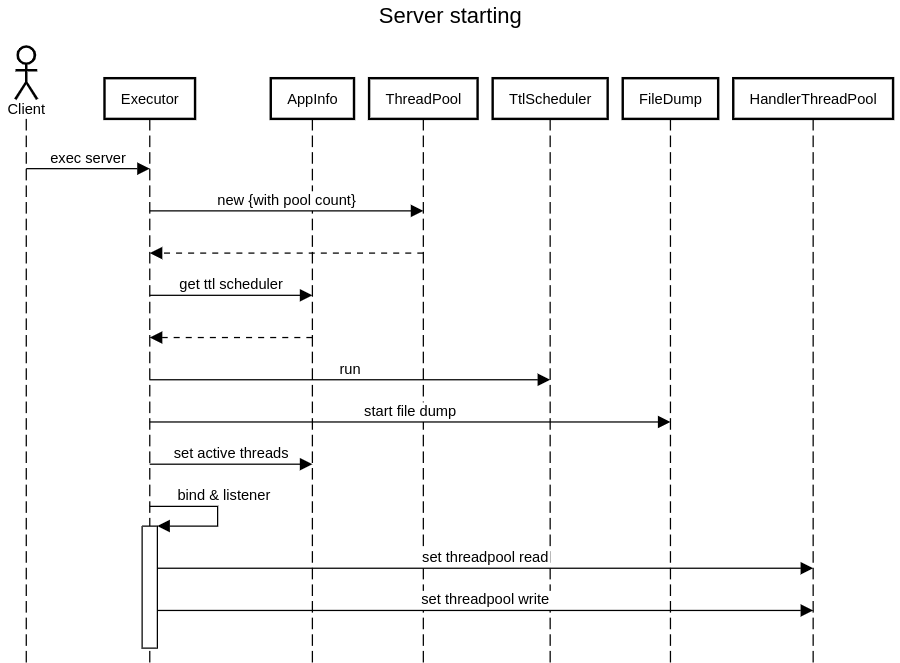 Server starting
Client
Executor
AppInfo
ThreadPool
TtlScheduler
FileDump
HandlerThreadPool
exec server
new {with pool count}
get ttl scheduler
run
start file dump
set active threads
bind & listener
set threadpool read
set threadpool write